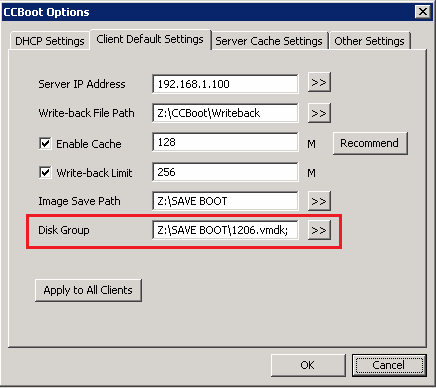 CCBoot Options
DHCP Settings Client Default Settings Server Cache Settings Other Settings
Server IP Address 192.168.1.100 >>
Write-back File Path Z:\CCBoot\Writeback >>
Enable Cache 128 M Recommend
Write-back Limit 256 M
Image Save Path Z:\SAVE BOOT >>
Disk Group Z:\SAVE BOOT\1206.vmdk; >>
Apply to All Clients
OK Cancel